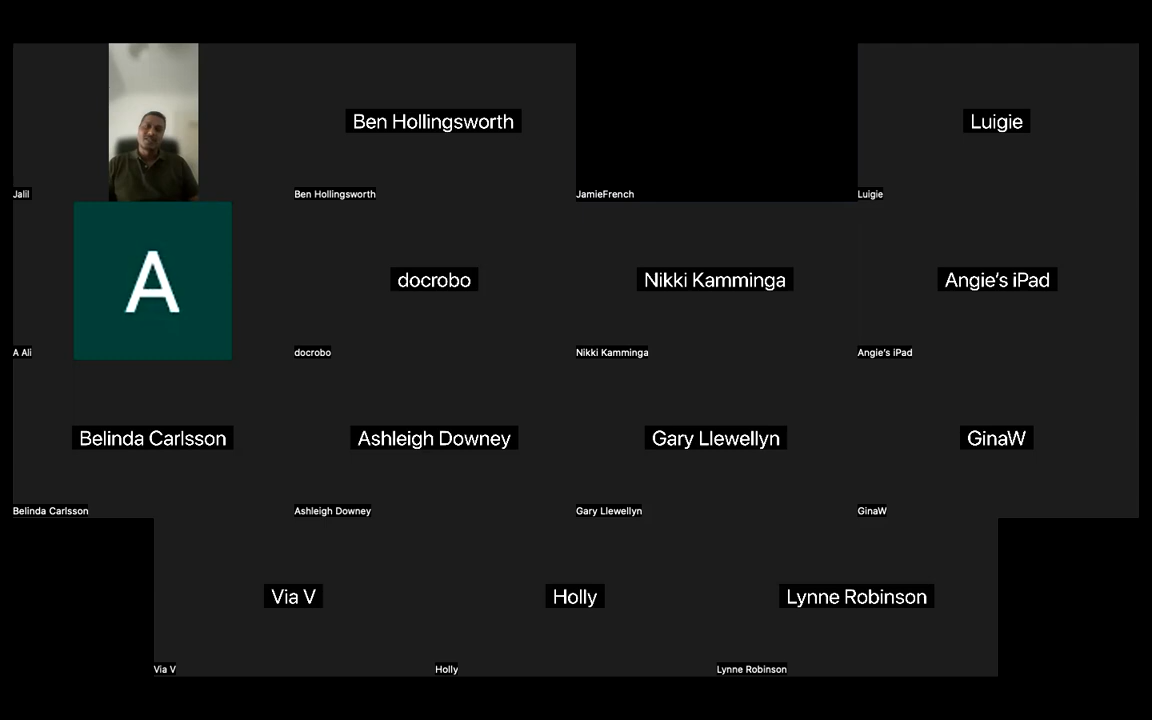 Ben Hollingsworth
Luigie
Jalil
Ben Hollingsworth
JamieFrench
Luigie
A
docrobo
Nikki Kamminga
Angie’s iPad
A Ali
docrobo
Nikki Kamminga
Angie’s iPad
Belinda Carlsson
Ashleigh Downey
Gary Llewellyn
GinaW
Belinda Carlsson
Ashleigh Downey
Gary Llewellyn
GinaW
Via V
Holly
Lynne Robinson
Via V
Holly
Lynne Robinson